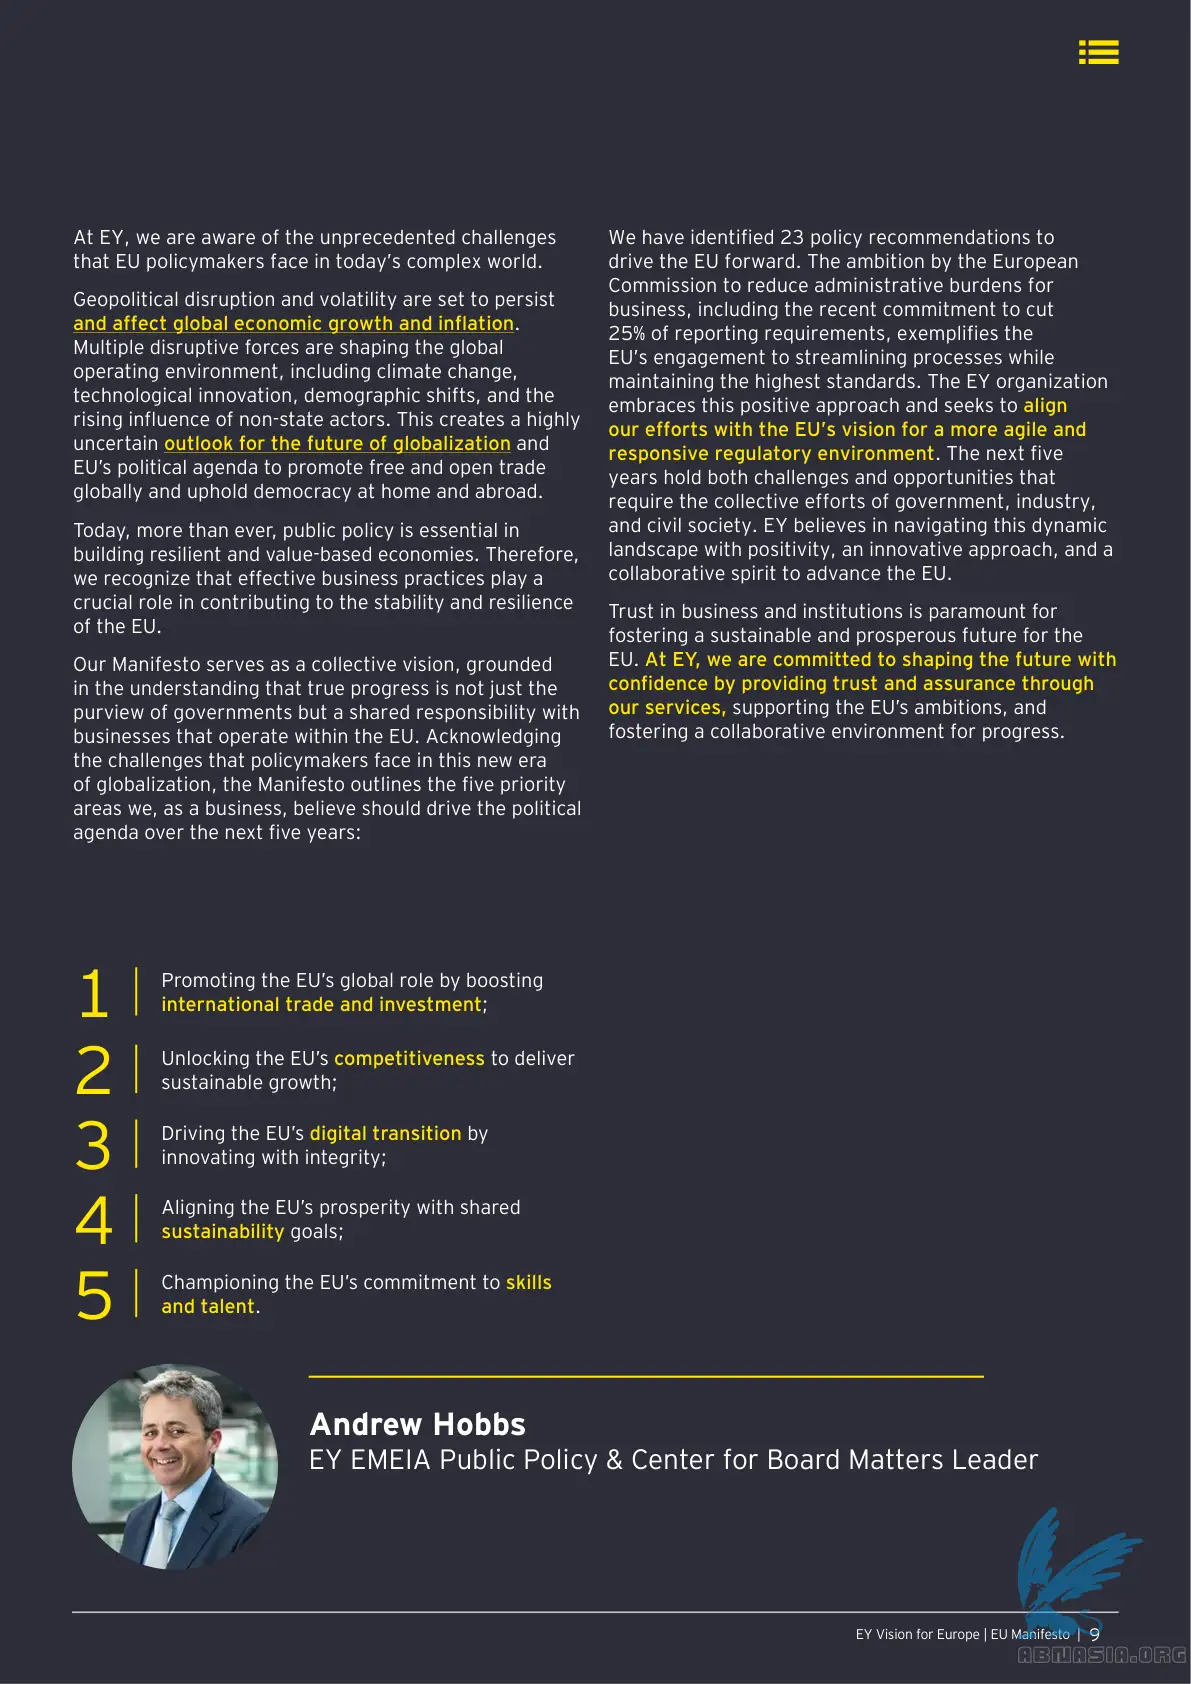 At EY, we are aware of the unprecedented challenges
that EU policymakers face in today’s complex world.
Geopolitical disruption and volatility are set to persist
and affect global economic growth and inflation.
Multiple disruptive forces are shaping the global
operating environment, including climate change,
technological innovation, demographic shifts, and the
rising influence of non-state actors. This creates a highly
uncertain outlook for the future of globalization and
EU’s political agenda to promote free and open trade
globally and uphold democracy at home and abroad.
Today, more than ever, public policy is essential in
building resilient and value-based economies. Therefore,
we recognize that effective business practices play a
crucial role in contributing to the stability and resilience
of the EU.
Our Manifesto serves as a collective vision, grounded
in the understanding that true progress is not just the
purview of governments but a shared responsibility with
businesses that operate within the EU. Acknowledging
the challenges that policymakers face in this new era
of globalization, the Manifesto outlines the five priority
areas we, as a business, believe should drive the political
agenda over the next five years:
We have identified 23 policy recommendations to
drive the EU forward. The ambition by the European
Commission to reduce administrative burdens for
business, including the recent commitment to cut
25% of reporting requirements, exemplifies the
EU’s engagement to streamlining processes while
maintaining the highest standards. The EY organization
embraces this positive approach and seeks to align
our efforts with the EU’s vision for a more agile and
responsive regulatory environment. The next five
years hold both challenges and opportunities that
require the collective efforts of government, industry,
and civil society. EY believes in navigating this dynamic
landscape with positivity, an innovative approach, and a
collaborative spirit to advance the EU.
Trust in business and institutions is paramount for
fostering a sustainable and prosperous future for the
EU. At EY, we are committed to shaping the future with
confidence by providing trust and assurance through
our services, supporting the EU’s ambitions, and
fostering a collaborative environment for progress.
1
Promoting the EU’s global role by boosting
international trade and investment;
2
Unlocking the EU’s competitiveness to deliver
sustainable growth;
3
Driving the EU’s digital transition by
innovating with integrity;
4
Aligning the EU’s prosperity with shared
sustainability goals;
5
Championing the EU’s commitment to skills
and talent.
Andrew Hobbs
EY EMEIA Public Policy & Center for Board Matters Leader
EY Vision for Europe | EU Manifesto | 9
ABNASIA.ORG